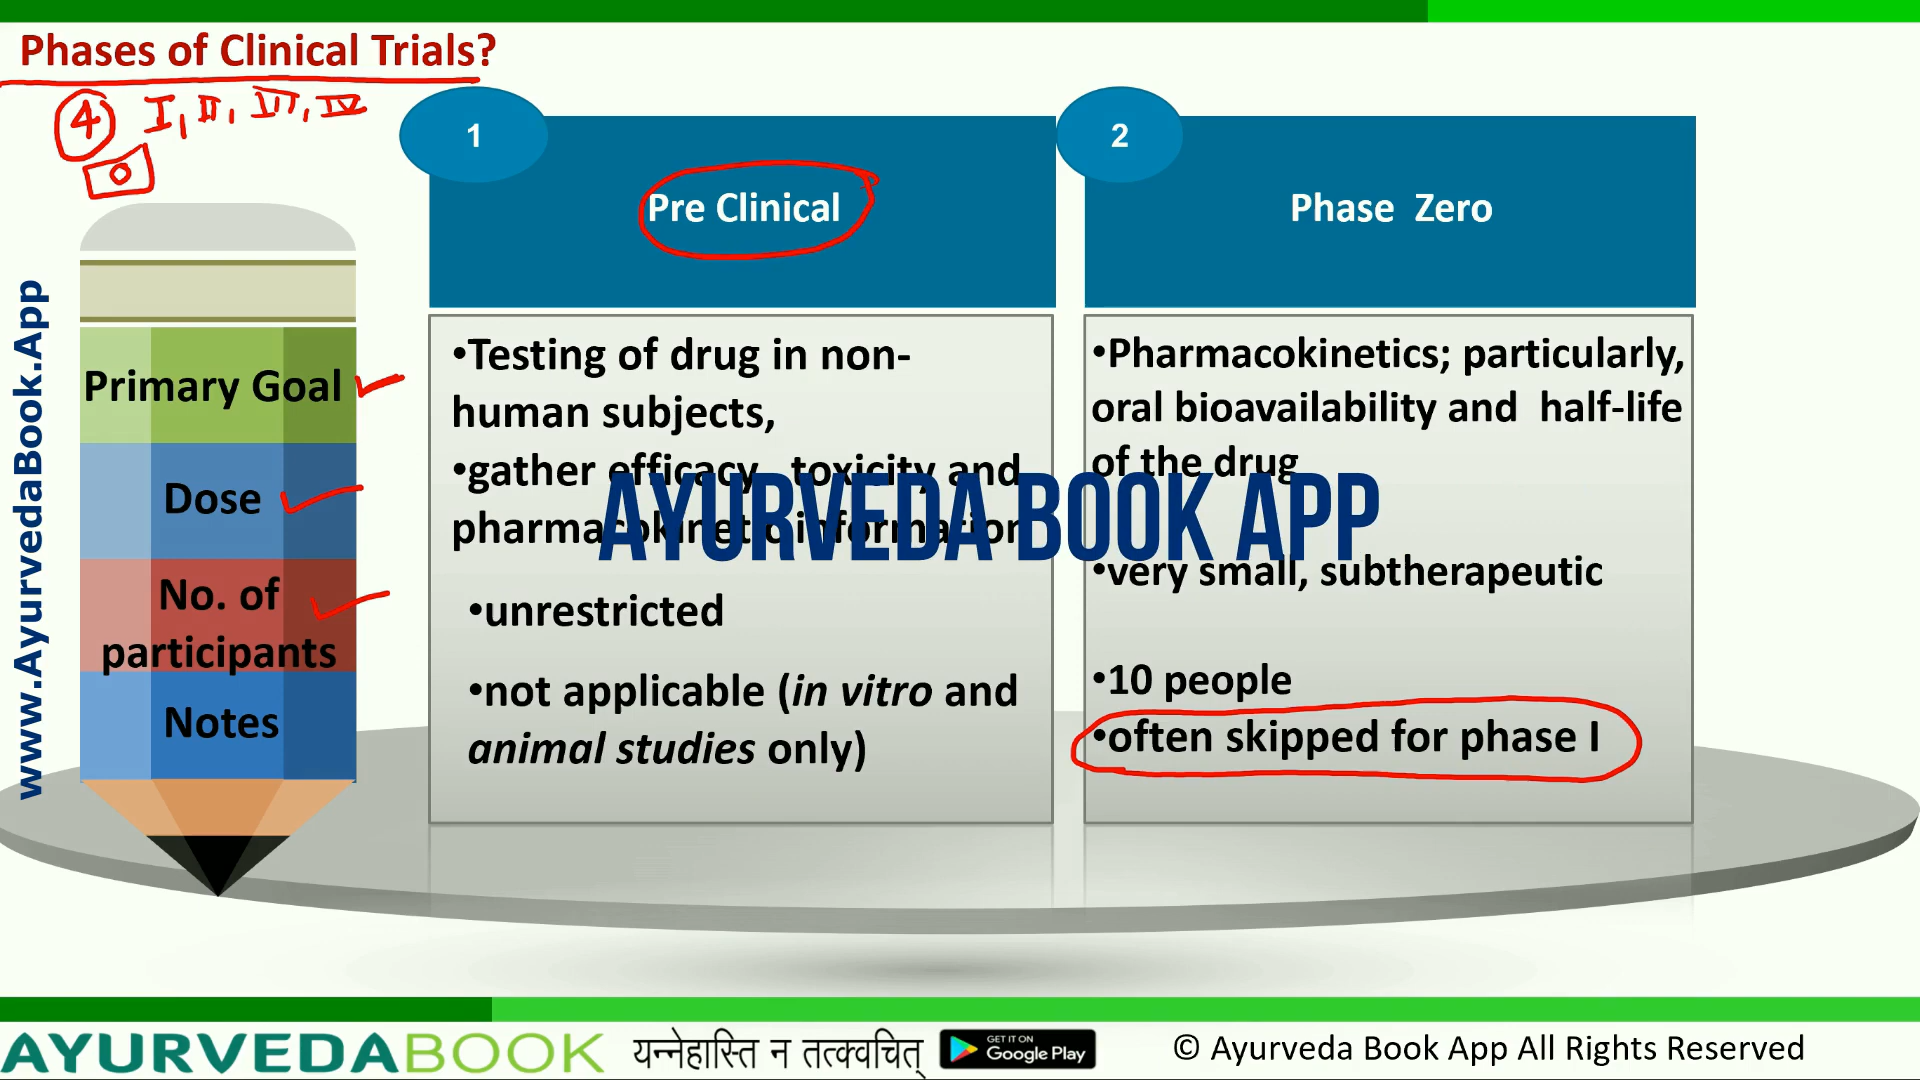 Phases of Clinical Trials?
4 I, II, III, IV
0
www.AyurvedaBook.App
Primary Goal
Dose
No. of
participants
Notes
1
Pre Clinical
•Testing of drug in non-
human subjects,
•gather efficacy, toxicity and
pharmacokinetic information
•unrestricted
•not applicable (in vitro and
animal studies only)
2
Phase Zero
•Pharmacokinetics; particularly,
oral bioavailability and half-life
of the drug
•very small, subtherapeutic
•10 people
•often skipped for phase I
AYURVEDA BOOK APP
AYURVEDABOOK
यन्नेहास्ति न तत्क्वचित्
GET IT ON
Google Play
© Ayurveda Book App All Rights Reserved